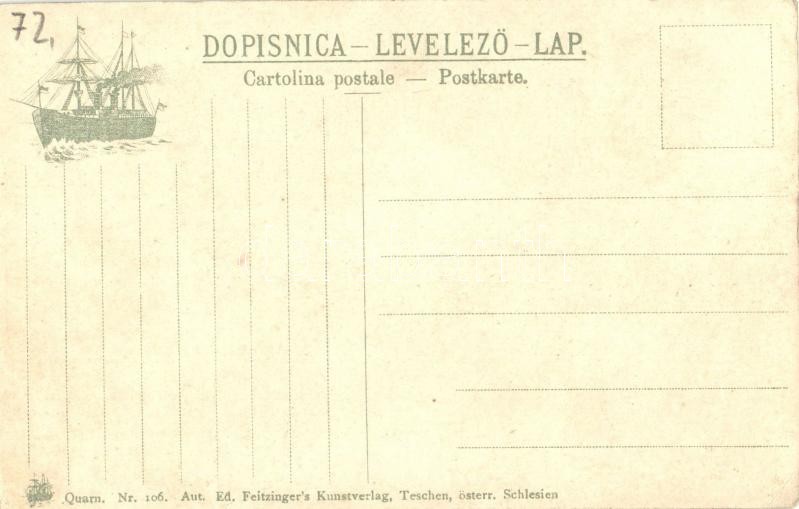 72,
DOPISNICA – LEVELEZÖ – LAP.
Cartolina postale — Postkarte.
Quarn. Nr. 106. Aut. Ed. Feitzinger's Kunstverlag, Teschen, österr. Schlesien